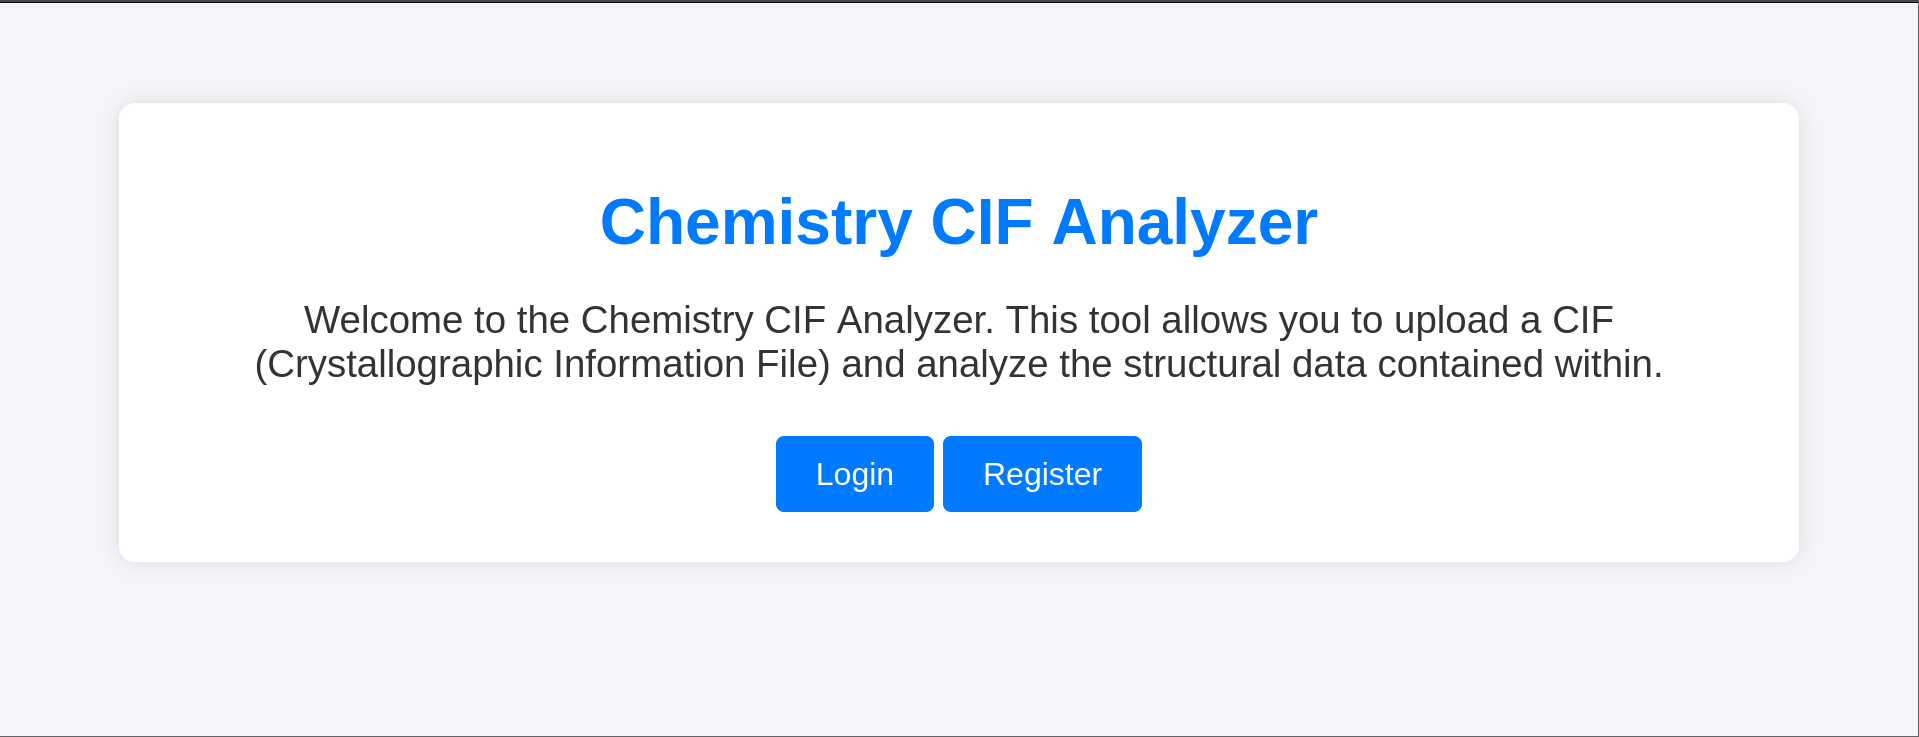 Chemistry CIF Analyzer
Welcome to the Chemistry CIF Analyzer. This tool allows you to upload a CIF
(Crystallographic Information File) and analyze the structural data contained within.
Login
Register